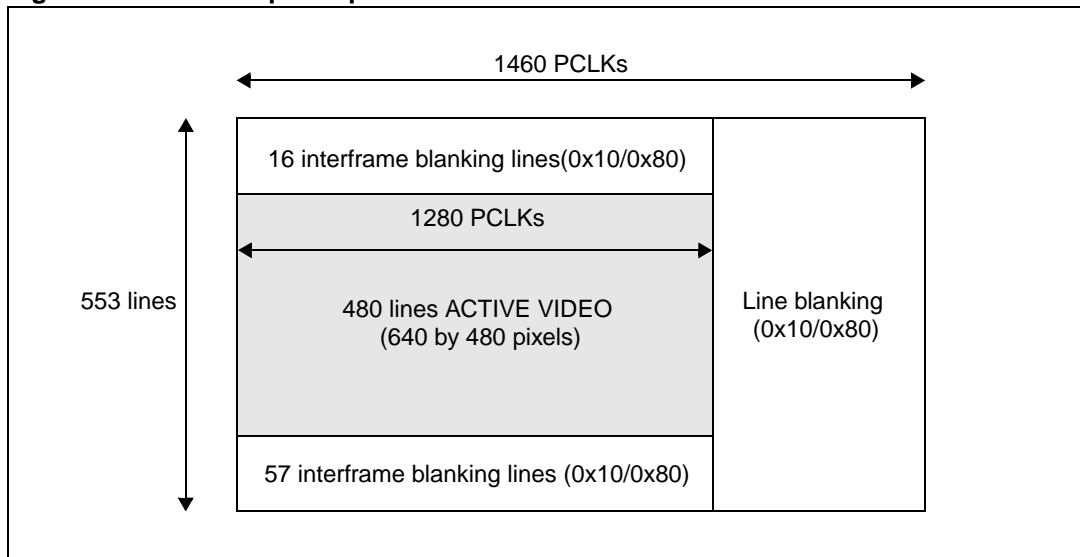 1460 PCLKs
16 interframe blanking lines(0x10/0x80)
1280 PCLKs
553 lines
480 lines ACTIVE VIDEO
(640 by 480 pixels)
Line blanking
(0x10/0x80)
57 interframe blanking lines (0x10/0x80)